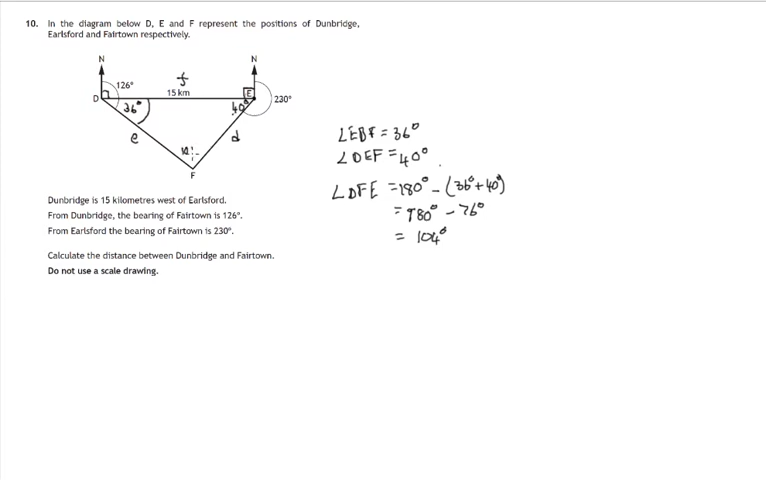 10. In the diagram below D, E and F represent the positions of Dunbridge,
Earlsford and Fairtown respectively.
N
N
126°
f
15 km
D
E
230°
36°
40°
e
d
F
∠EDF = 36°
∠DEF = 40°
∠DFE = 180° - (36° + 40°)
= 180° - 76°
= 104°
Dunbridge is 15 kilometres west of Earlsford.
From Dunbridge, the bearing of Fairtown is 126°.
From Earlsford the bearing of Fairtown is 230°.
Calculate the distance between Dunbridge and Fairtown.
Do not use a scale drawing.